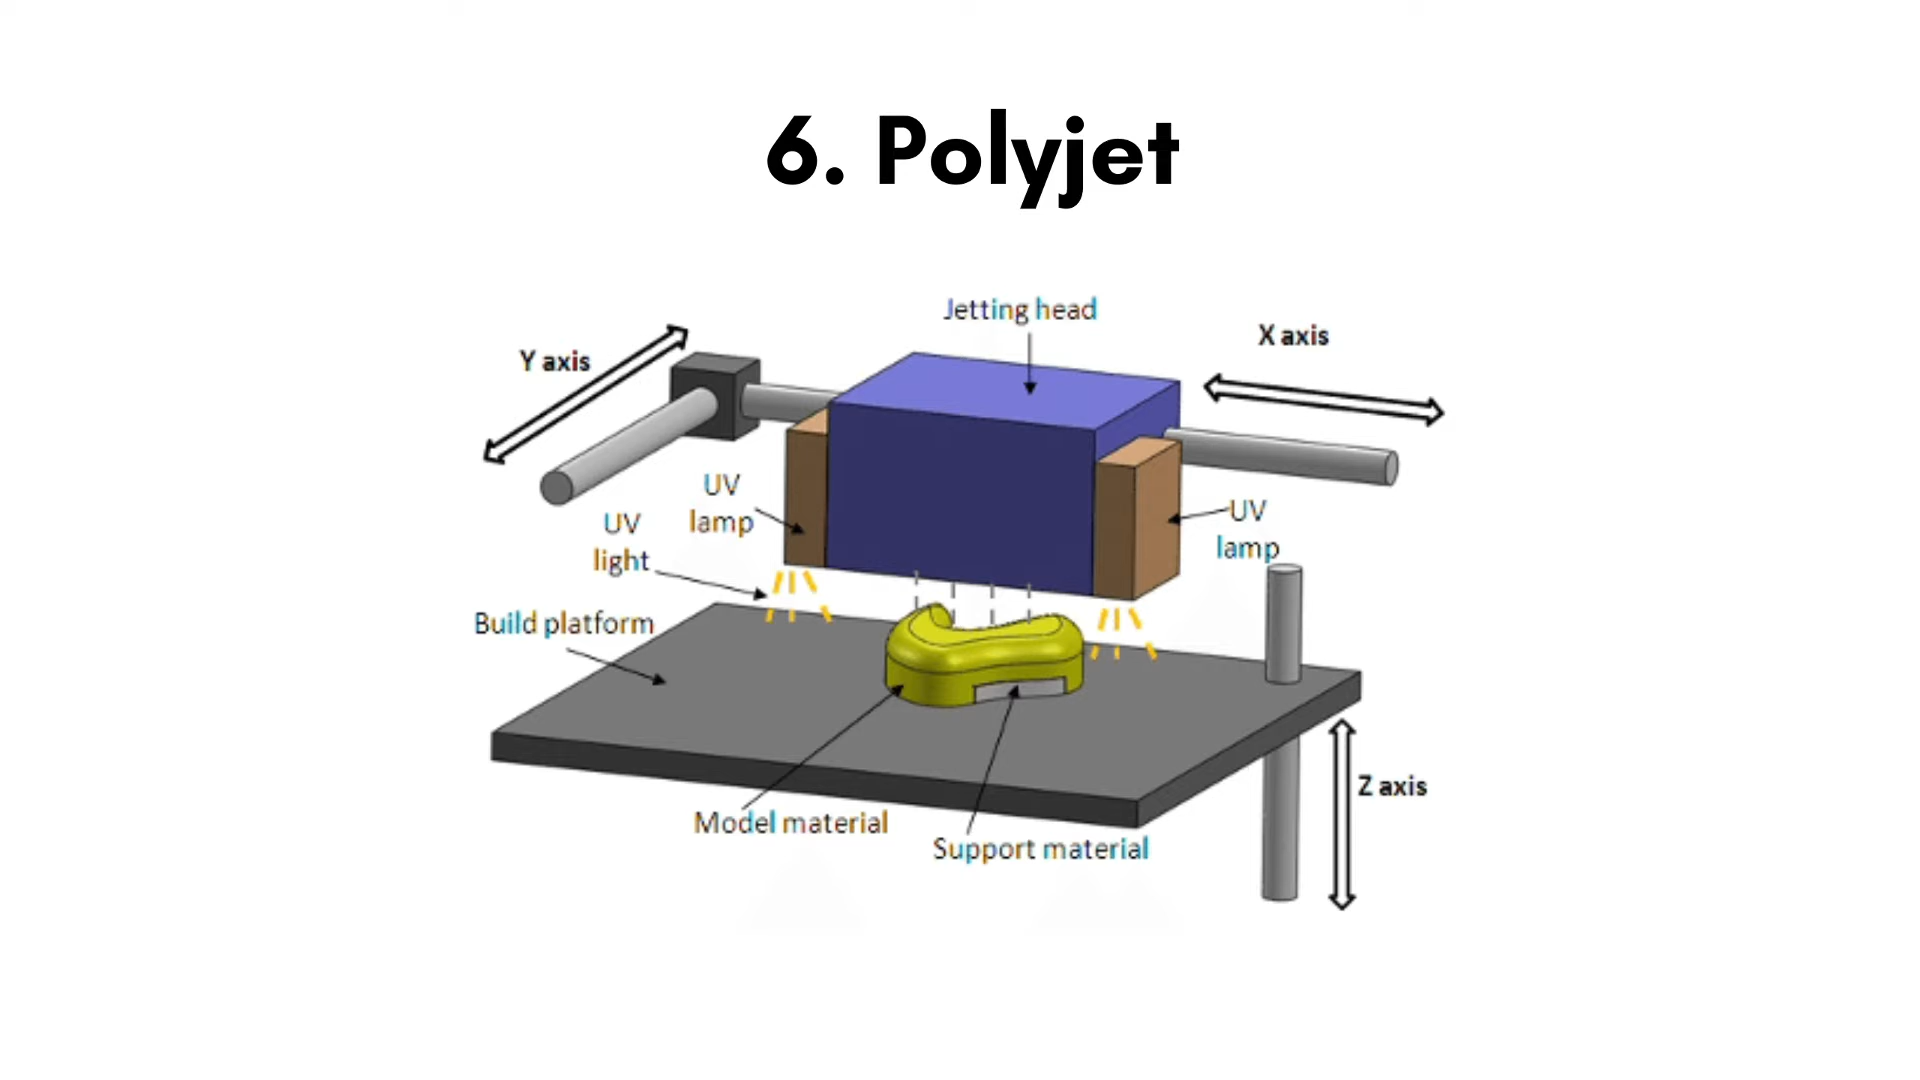 6. Polyjet
Jetting head
X axis
Y axis
UV
lamp
UV
light
UV
lamp
Build platform
Z axis
Model material
Support material